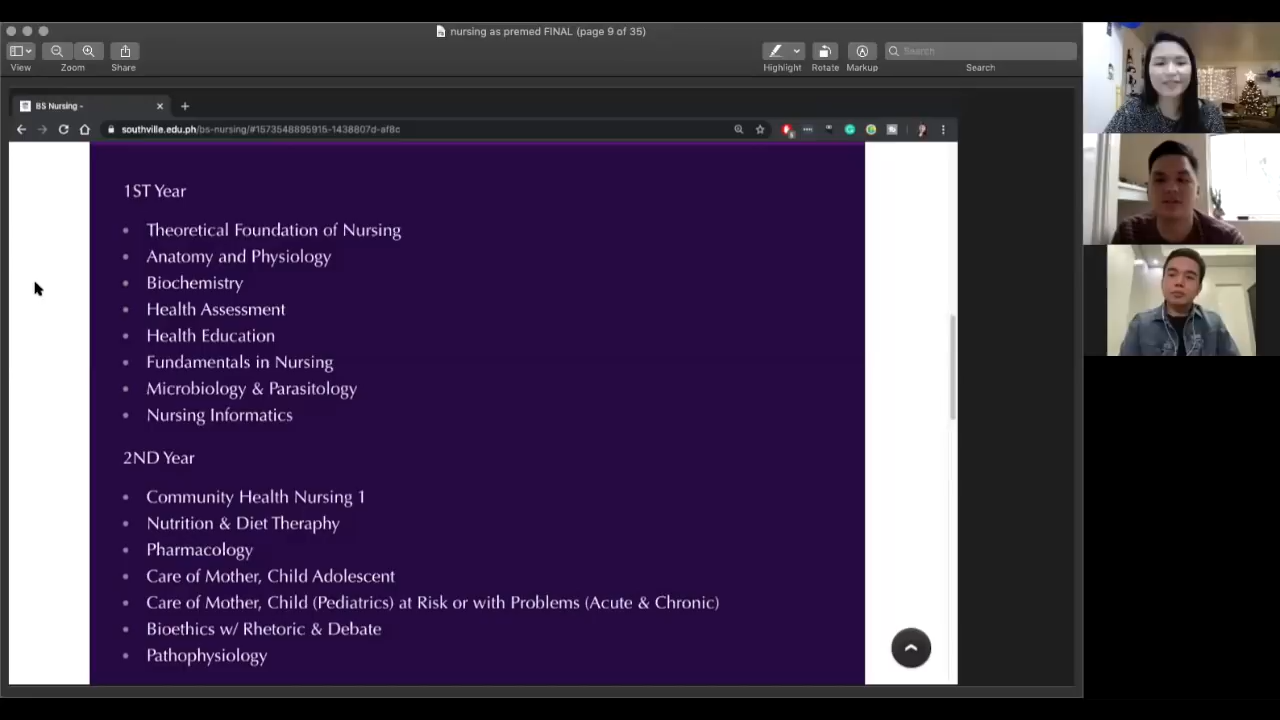 nursing as premed FINAL (page 9 of 35)
View
Zoom
Share
Highlight
Rotate
Markup
Search
Search
BS Nursing -
southville.edu.ph/bs-nursing/#1573548895915-1438807d-af8c
1ST Year
Theoretical Foundation of Nursing
Anatomy and Physiology
Biochemistry
Health Assessment
Health Education
Fundamentals in Nursing
Microbiology & Parasitology
Nursing Informatics
2ND Year
Community Health Nursing 1
Nutrition & Diet Theraphy
Pharmacology
Care of Mother, Child Adolescent
Care of Mother, Child (Pediatrics) at Risk or with Problems (Acute & Chronic)
Bioethics w/ Rhetoric & Debate
Pathophysiology